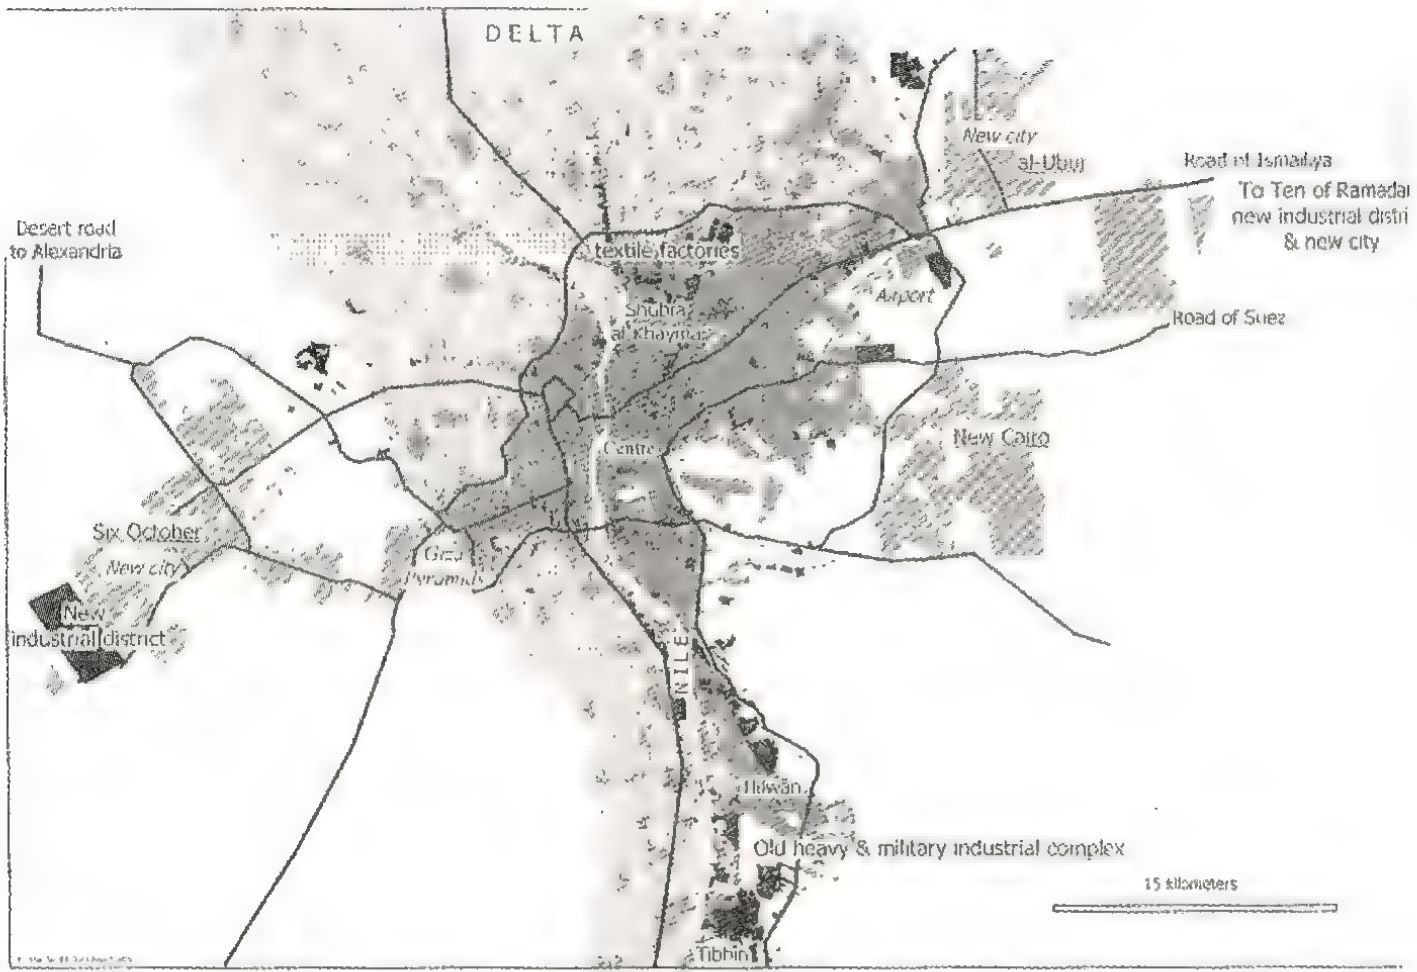 DELTA
New city
al-Ubur
Road of Ismailiya
To Ten of Ramadan
new industrial distri
& new city
Desert road
to Alexandria
textile factories
Airport
Shubra
al Khayma
Road of Suez
Centre
New Cairo
Six October
New city
Giza
Pyramids
New
industrial district
NILE
Hilwan
Old heavy & military industrial complex
15 kilometers
Tibbin